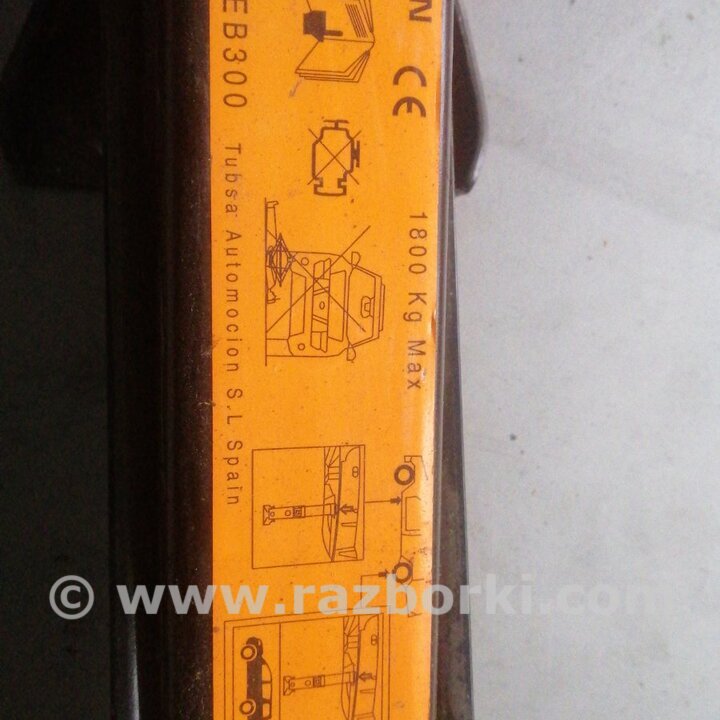 N CE
1800 Kg Max
EB300 Tubsa Automocion S.L Spain
© www.razborki.com